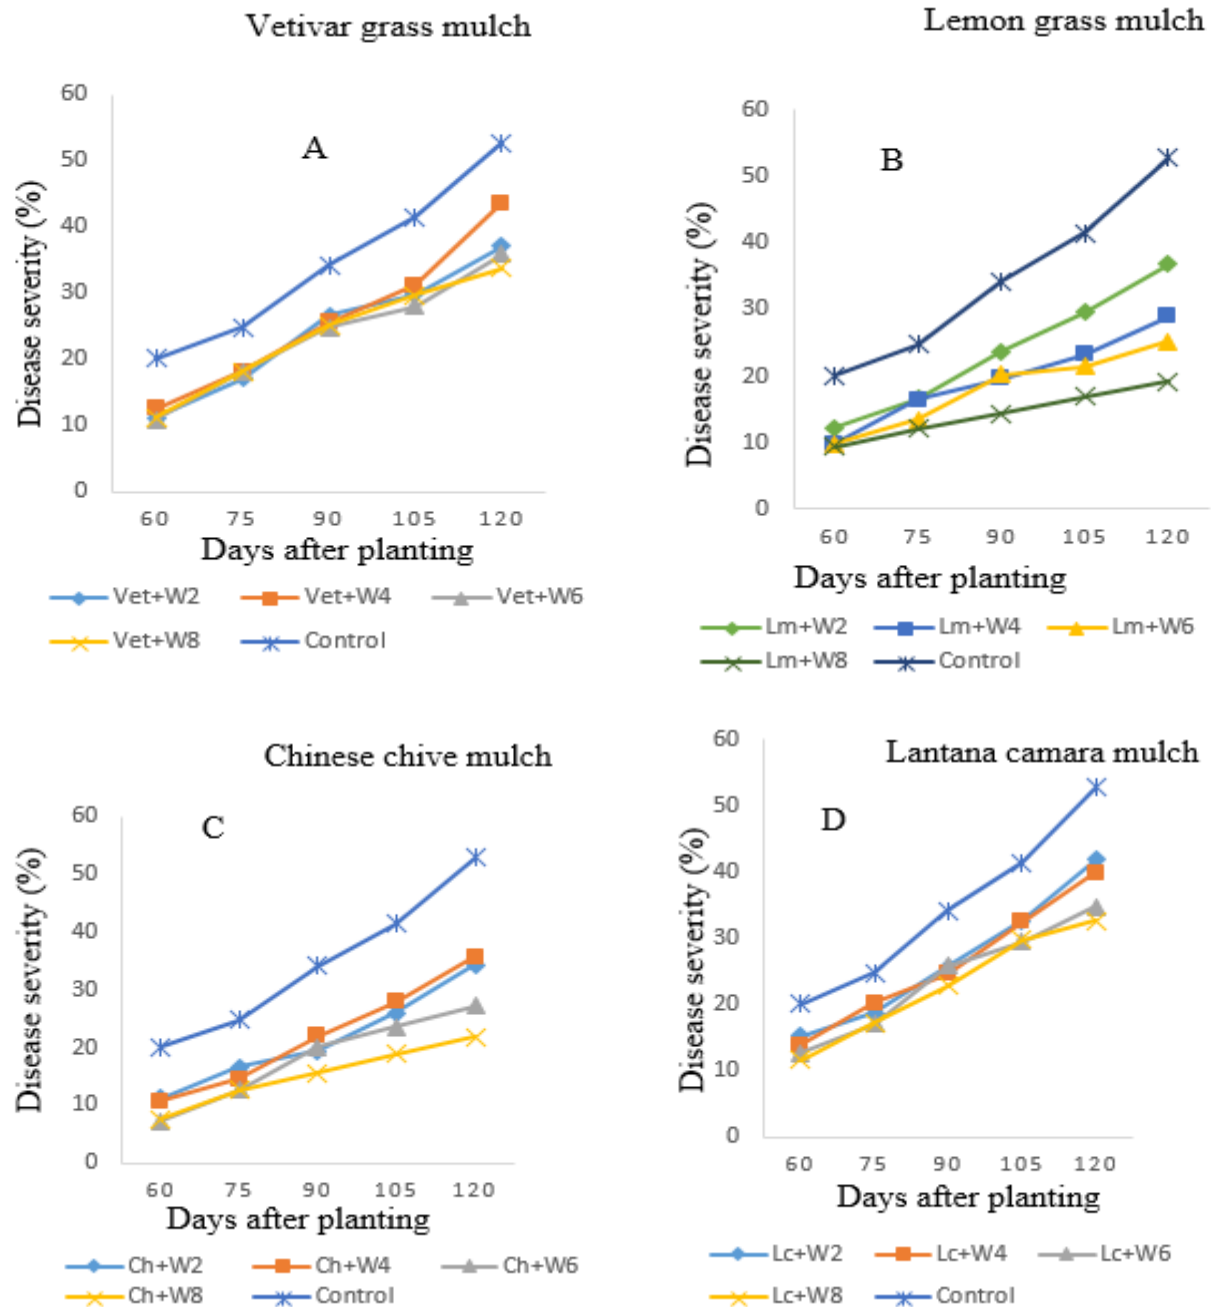 Vetivar grass mulch
A
Disease severity (%)
60
50
40
30
20
10
0
60 75 90 105 120
Days after planting
Vet+W2 Vet+W4 Vet+W6
Vet+W8 Control
Lemon grass mulch
B
Disease severity (%)
60
50
40
30
20
10
0
60 75 90 105 120
Days after planting
Lm+W2 Lm+W4 Lm+W6
Lm+W8 Control
Chinese chive mulch
C
Disease severity (%)
60
50
40
30
20
10
0
60 75 90 105 120
Days after planting
Ch+W2 Ch+W4 Ch+W6
Ch+W8 Control
Lantana camara mulch
D
Disease severity (%)
60
50
40
30
20
10
0
60 75 90 105 120
Days after planting
Lc+W2 Lc+W4 Lc+W6
Lc+W8 Control